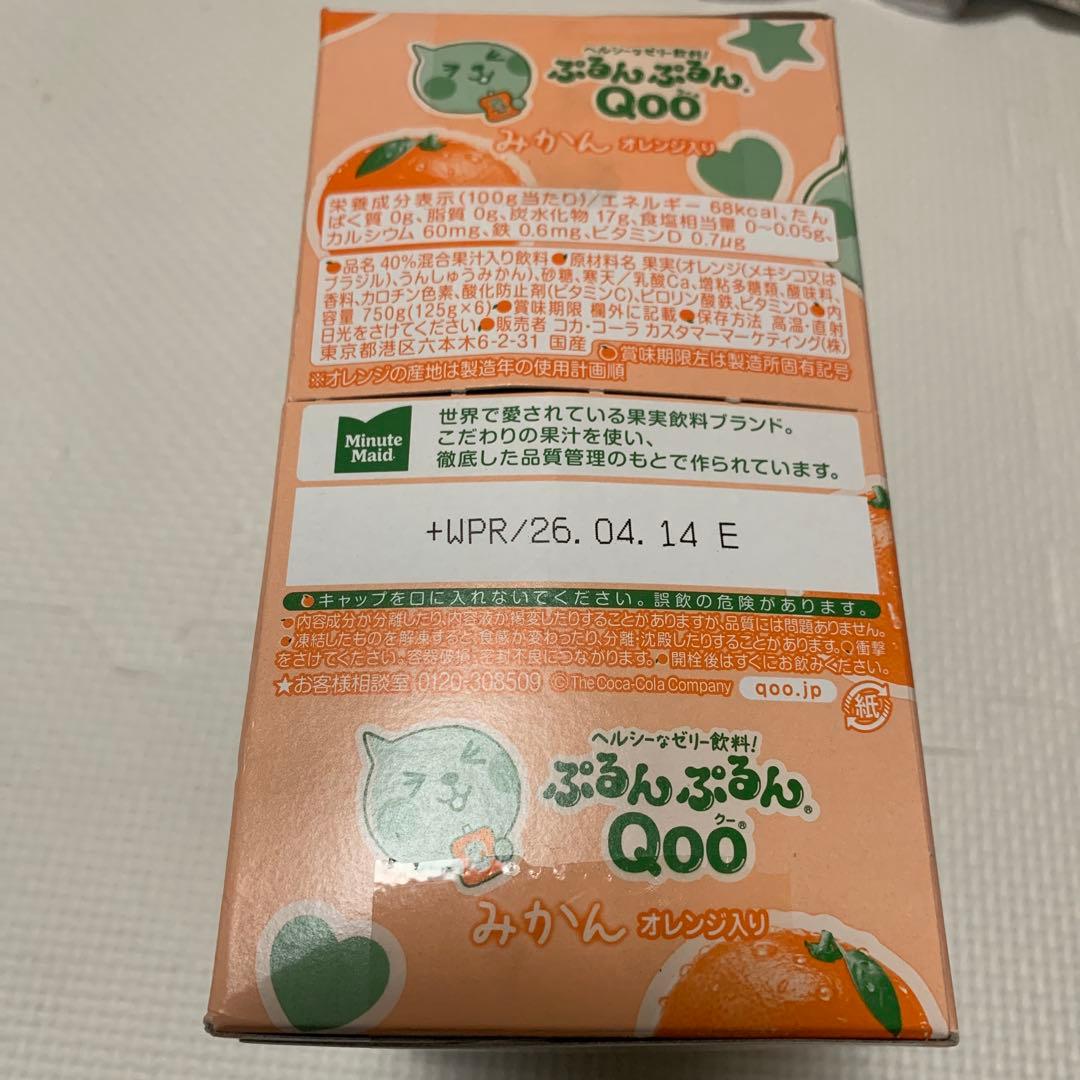 ヘルシーなゼリー飲料!
ぷるんぷるん®
クー
Qoo
みかん オレンジ入り
栄養成分表示(100g当たり)/エネルギー 68kcal、たん
ぱく質 0g、脂質 0g、炭水化物 17g、食塩相当量 0~0.05g、
カルシウム 60mg、鉄 0.6mg、ビタミンD 0.7μg
●品名 40%混合果汁入り飲料●原材料名 果実(オレンジ(メキシコ又は
ブラジル)、うんしゅうみかん)、砂糖、寒天/乳酸Ca、増粘多糖類、酸味料、
香料、カロチン色素、酸化防止剤(ビタミンC)、ピロリン酸鉄、ビタミンD●内
容量 750g(125g×6)●賞味期限 欄外に記載●保存方法 高温・直射
日光をさけてください●販売者 コカ・コーラ カスタマーマーケティング(株)
東京都港区六本木6-2-31 国産
●賞味期限左は製造所固有記号
※オレンジの産地は製造年の使用計画順
Minute
Maid®
世界で愛されている果実飲料ブランド。
こだわりの果汁を使い、
徹底した品質管理のもとで作られています。
+WPR/26.04.14 E
●キャップを口に入れないでください。誤飲の危険があります。
●内容成分が分離したり、内容液が褐変したりすることがありますが、品質には問題ありません。
●凍結したものを解凍すると、食感が変わったり、分離・沈殿したりすることがあります。●衝撃
をさけてください。容器破損、密封不良につながります。●開栓後はすぐにお飲みください。
★お客様相談室 0120-308509 ©The Coca-Cola Company qoo.jp
紙
ヘルシーなゼリー飲料!
ぷるんぷるん®
クー®
Qoo®
みかん オレンジ入り